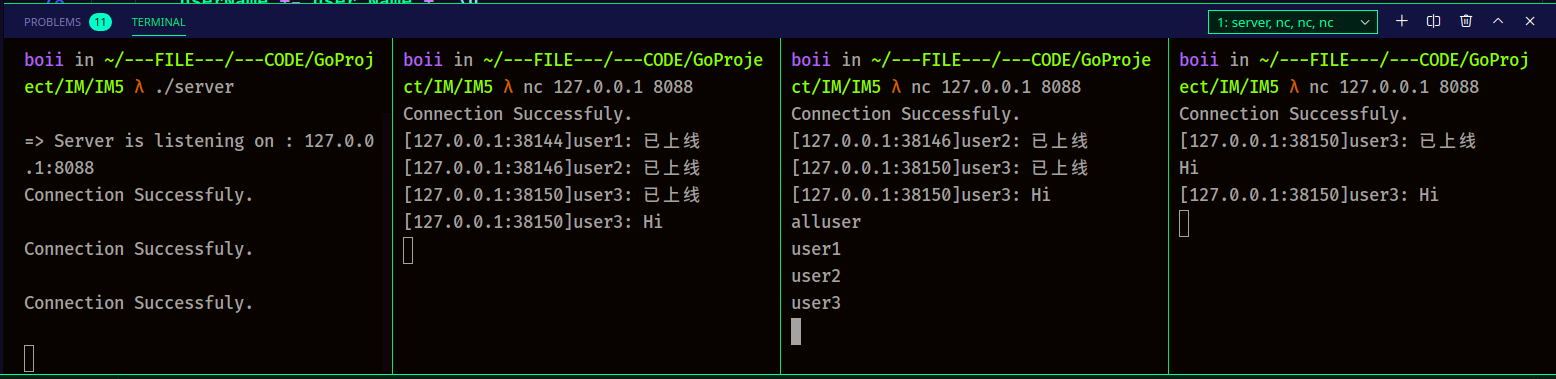 PROBLEMS 11 TERMINAL
1: server, nc, nc, nc
boii in ~/---FILE---/---CODE/GoProj
ect/IM/IM5 λ ./server
=> Server is listening on : 127.0.0
.1:8088
Connection Successfuly.
Connection Successfuly.
Connection Successfuly.
boii in ~/---FILE---/---CODE/GoProje
ct/IM/IM5 λ nc 127.0.0.1 8088
Connection Successfuly.
[127.0.0.1:38144]user1: 已上线
[127.0.0.1:38146]user2: 已上线
[127.0.0.1:38150]user3: 已上线
[127.0.0.1:38150]user3: Hi
boii in ~/---FILE---/---CODE/GoProje
ct/IM/IM5 λ nc 127.0.0.1 8088
Connection Successfuly.
[127.0.0.1:38146]user2: 已上线
[127.0.0.1:38150]user3: 已上线
[127.0.0.1:38150]user3: Hi
alluser
user1
user2
user3
boii in ~/---FILE---/---CODE/GoProj
ect/IM/IM5 λ nc 127.0.0.1 8088
Connection Successfuly.
[127.0.0.1:38150]user3: 已上线
Hi
[127.0.0.1:38150]user3: Hi